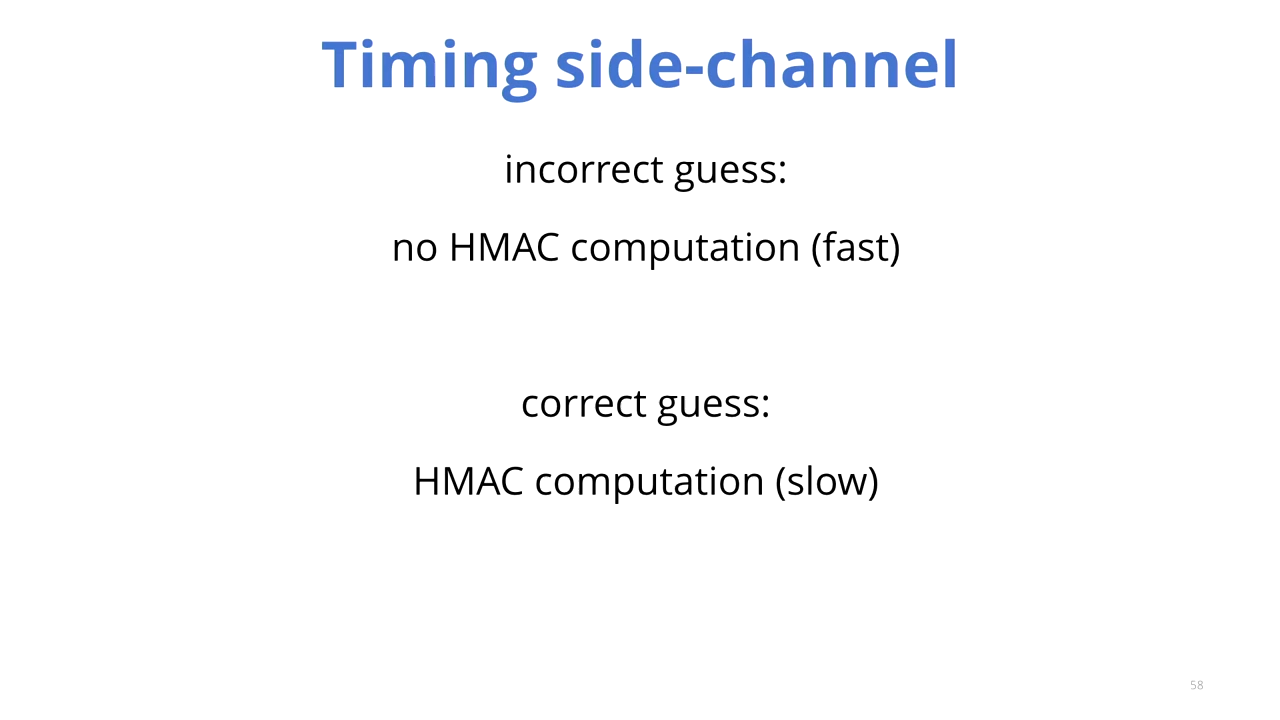 Timing side-channel
incorrect guess:
no HMAC computation (fast)
correct guess:
HMAC computation (slow)
58